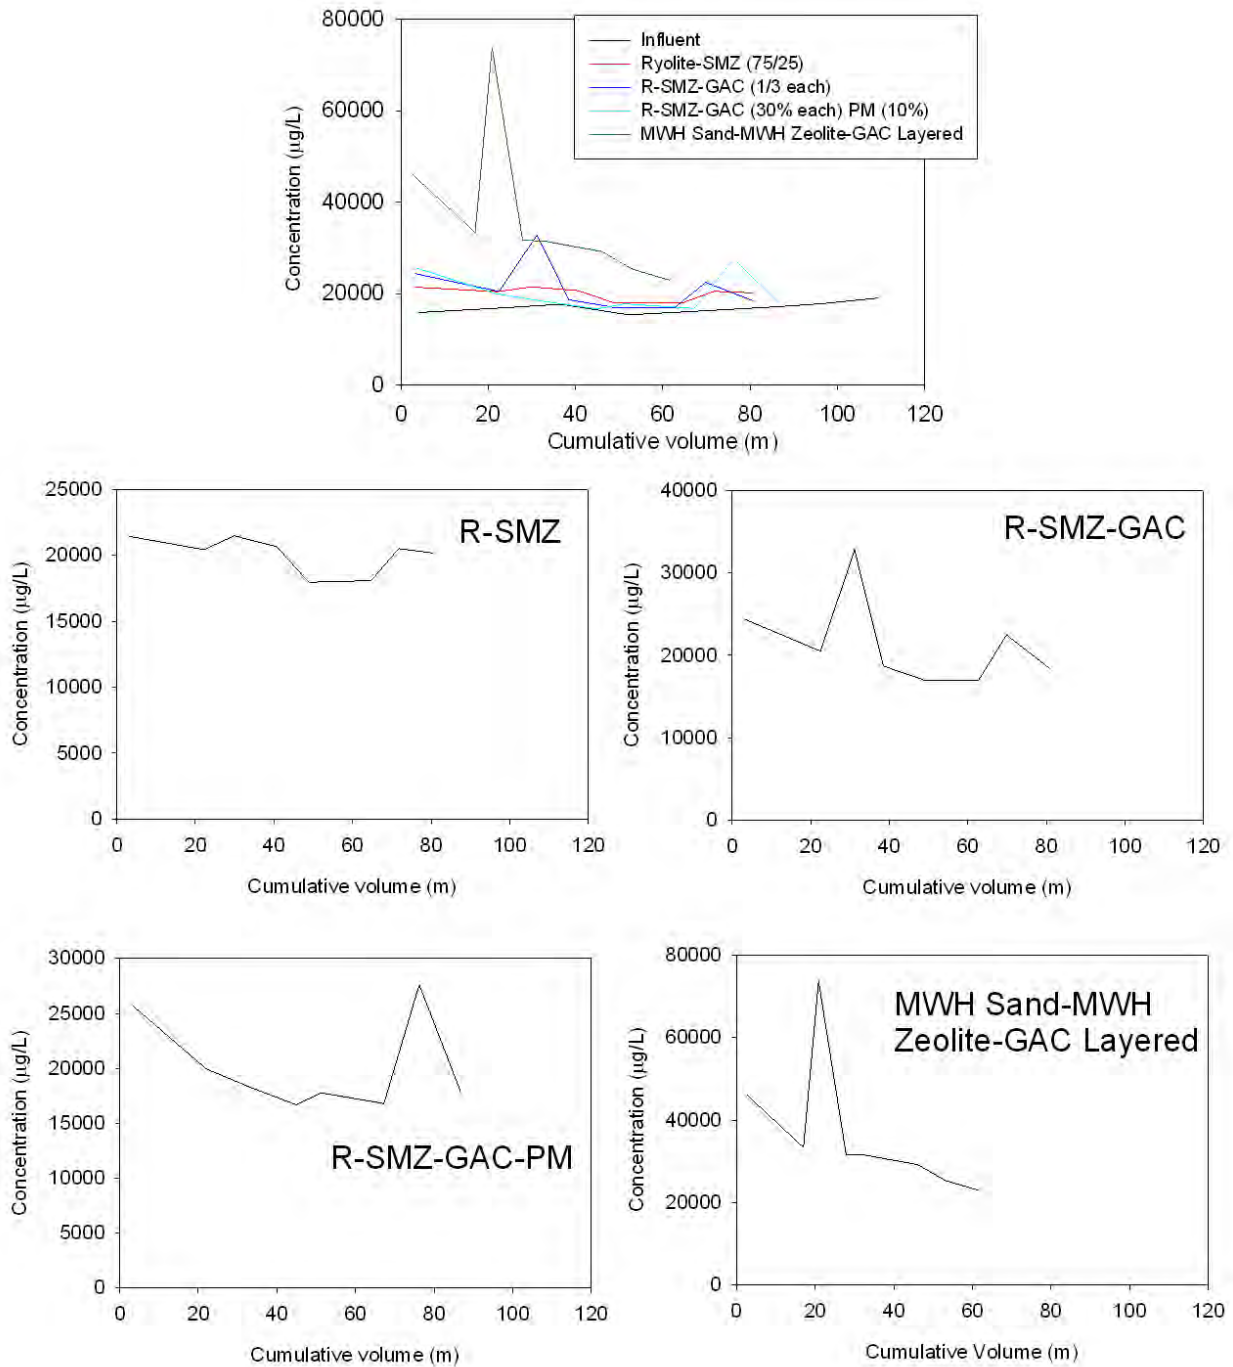 80000
60000
40000
20000
0
Concentration (µg/L)
Influent
Ryolite-SMZ (75/25)
R-SMZ-GAC (1/3 each)
R-SMZ-GAC (30% each) PM (10%)
MWH Sand-MWH Zeolite-GAC Layered
0 20 40 60 80 100 120
Cumulative volume (m)
25000
20000
15000
10000
5000
0
Concentration (µg/L)
R-SMZ
0 20 40 60 80 100 120
Cumulative volume (m)
40000
30000
20000
10000
0
Concentration (µg/L)
R-SMZ-GAC
0 20 40 60 80 100 120
Cumulative volume (m)
30000
25000
20000
15000
10000
5000
0
Concentration (µg/L)
R-SMZ-GAC-PM
0 20 40 60 80 100 120
Cumulative volume (m)
80000
60000
40000
20000
0
Concentration (µg/L)
MWH Sand-MWH
Zeolite-GAC Layered
0 20 40 60 80 100 120
Cumulative Volume (m)